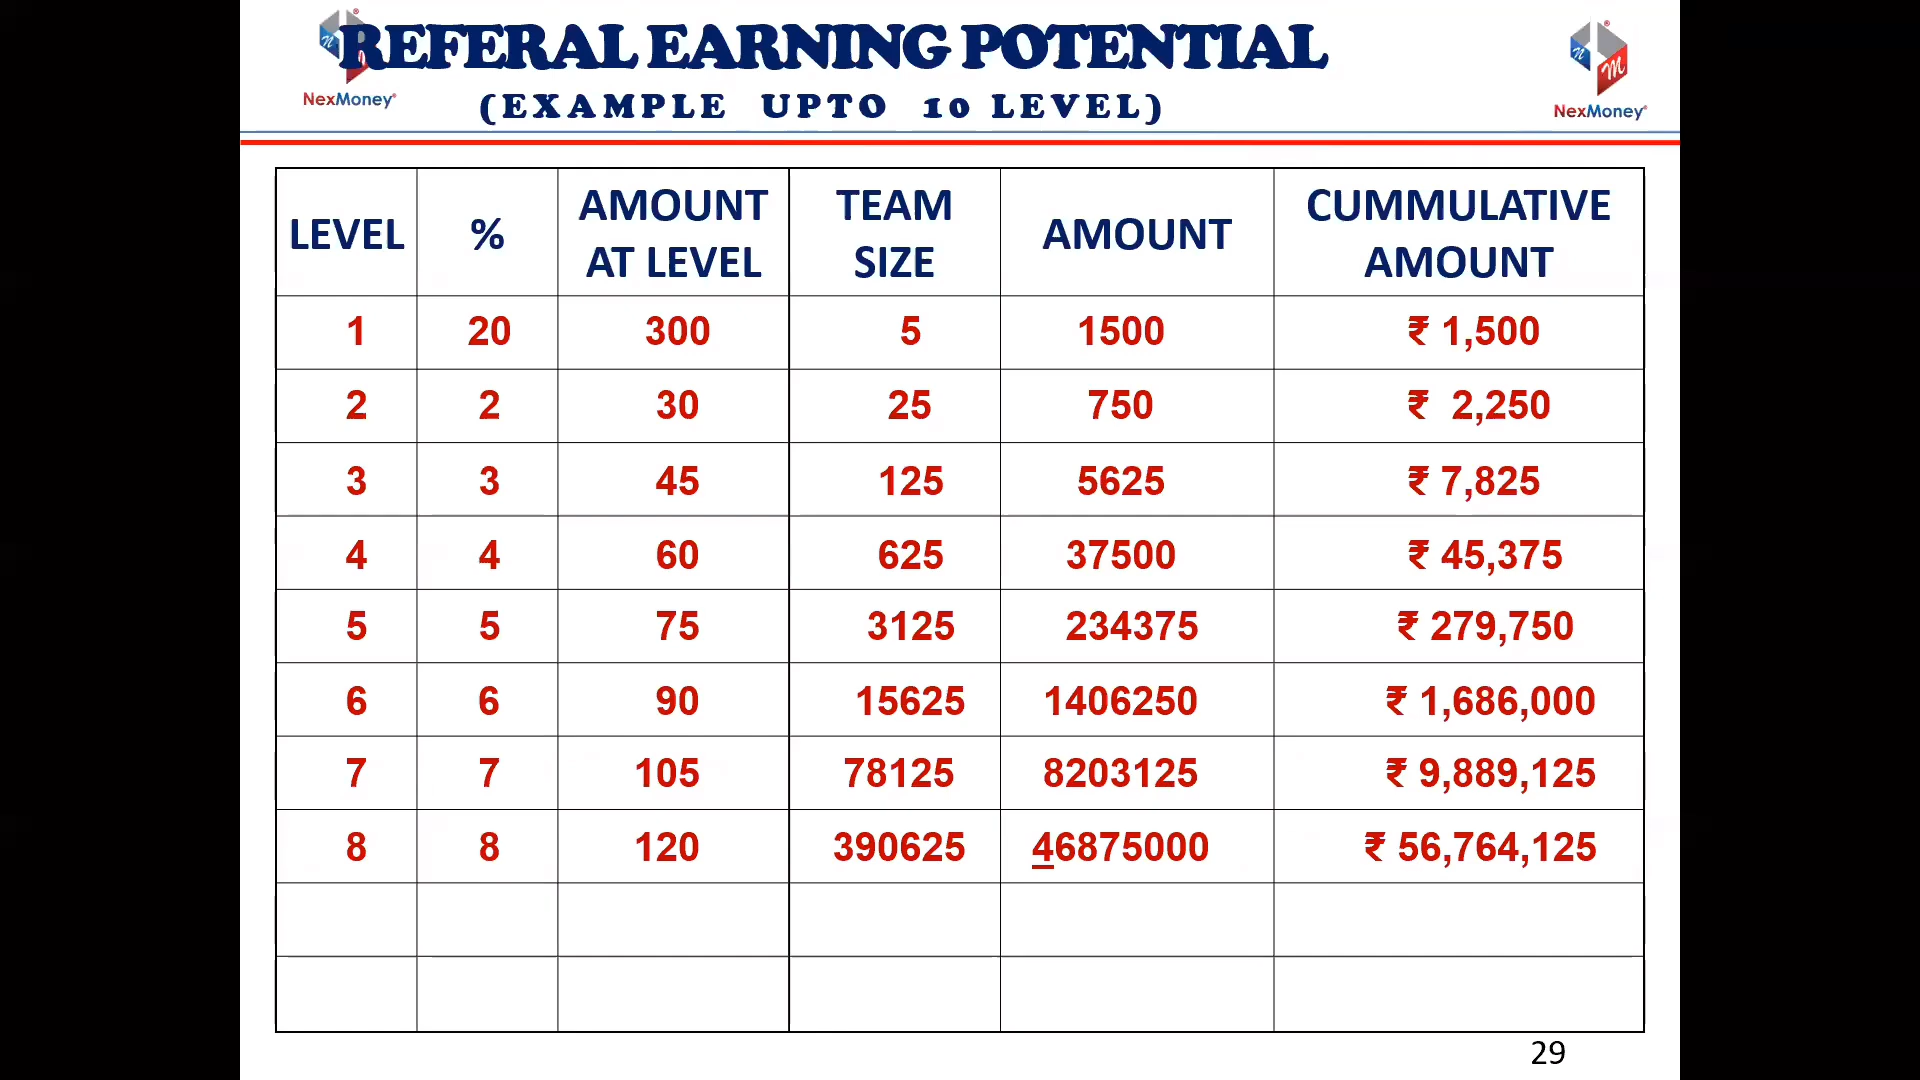 REFERAL EARNING POTENTIAL
(EXAMPLE UPTO 10 LEVEL)
NexMoney®
NexMoney®
LEVEL % AMOUNT AT LEVEL TEAM SIZE AMOUNT CUMMULATIVE AMOUNT
1 20 300 5 1500 ₹ 1,500
2 2 30 25 750 ₹ 2,250
3 3 45 125 5625 ₹ 7,825
4 4 60 625 37500 ₹ 45,375
5 5 75 3125 234375 ₹ 279,750
6 6 90 15625 1406250 ₹ 1,686,000
7 7 105 78125 8203125 ₹ 9,889,125
8 8 120 390625 46875000 ₹ 56,764,125
29